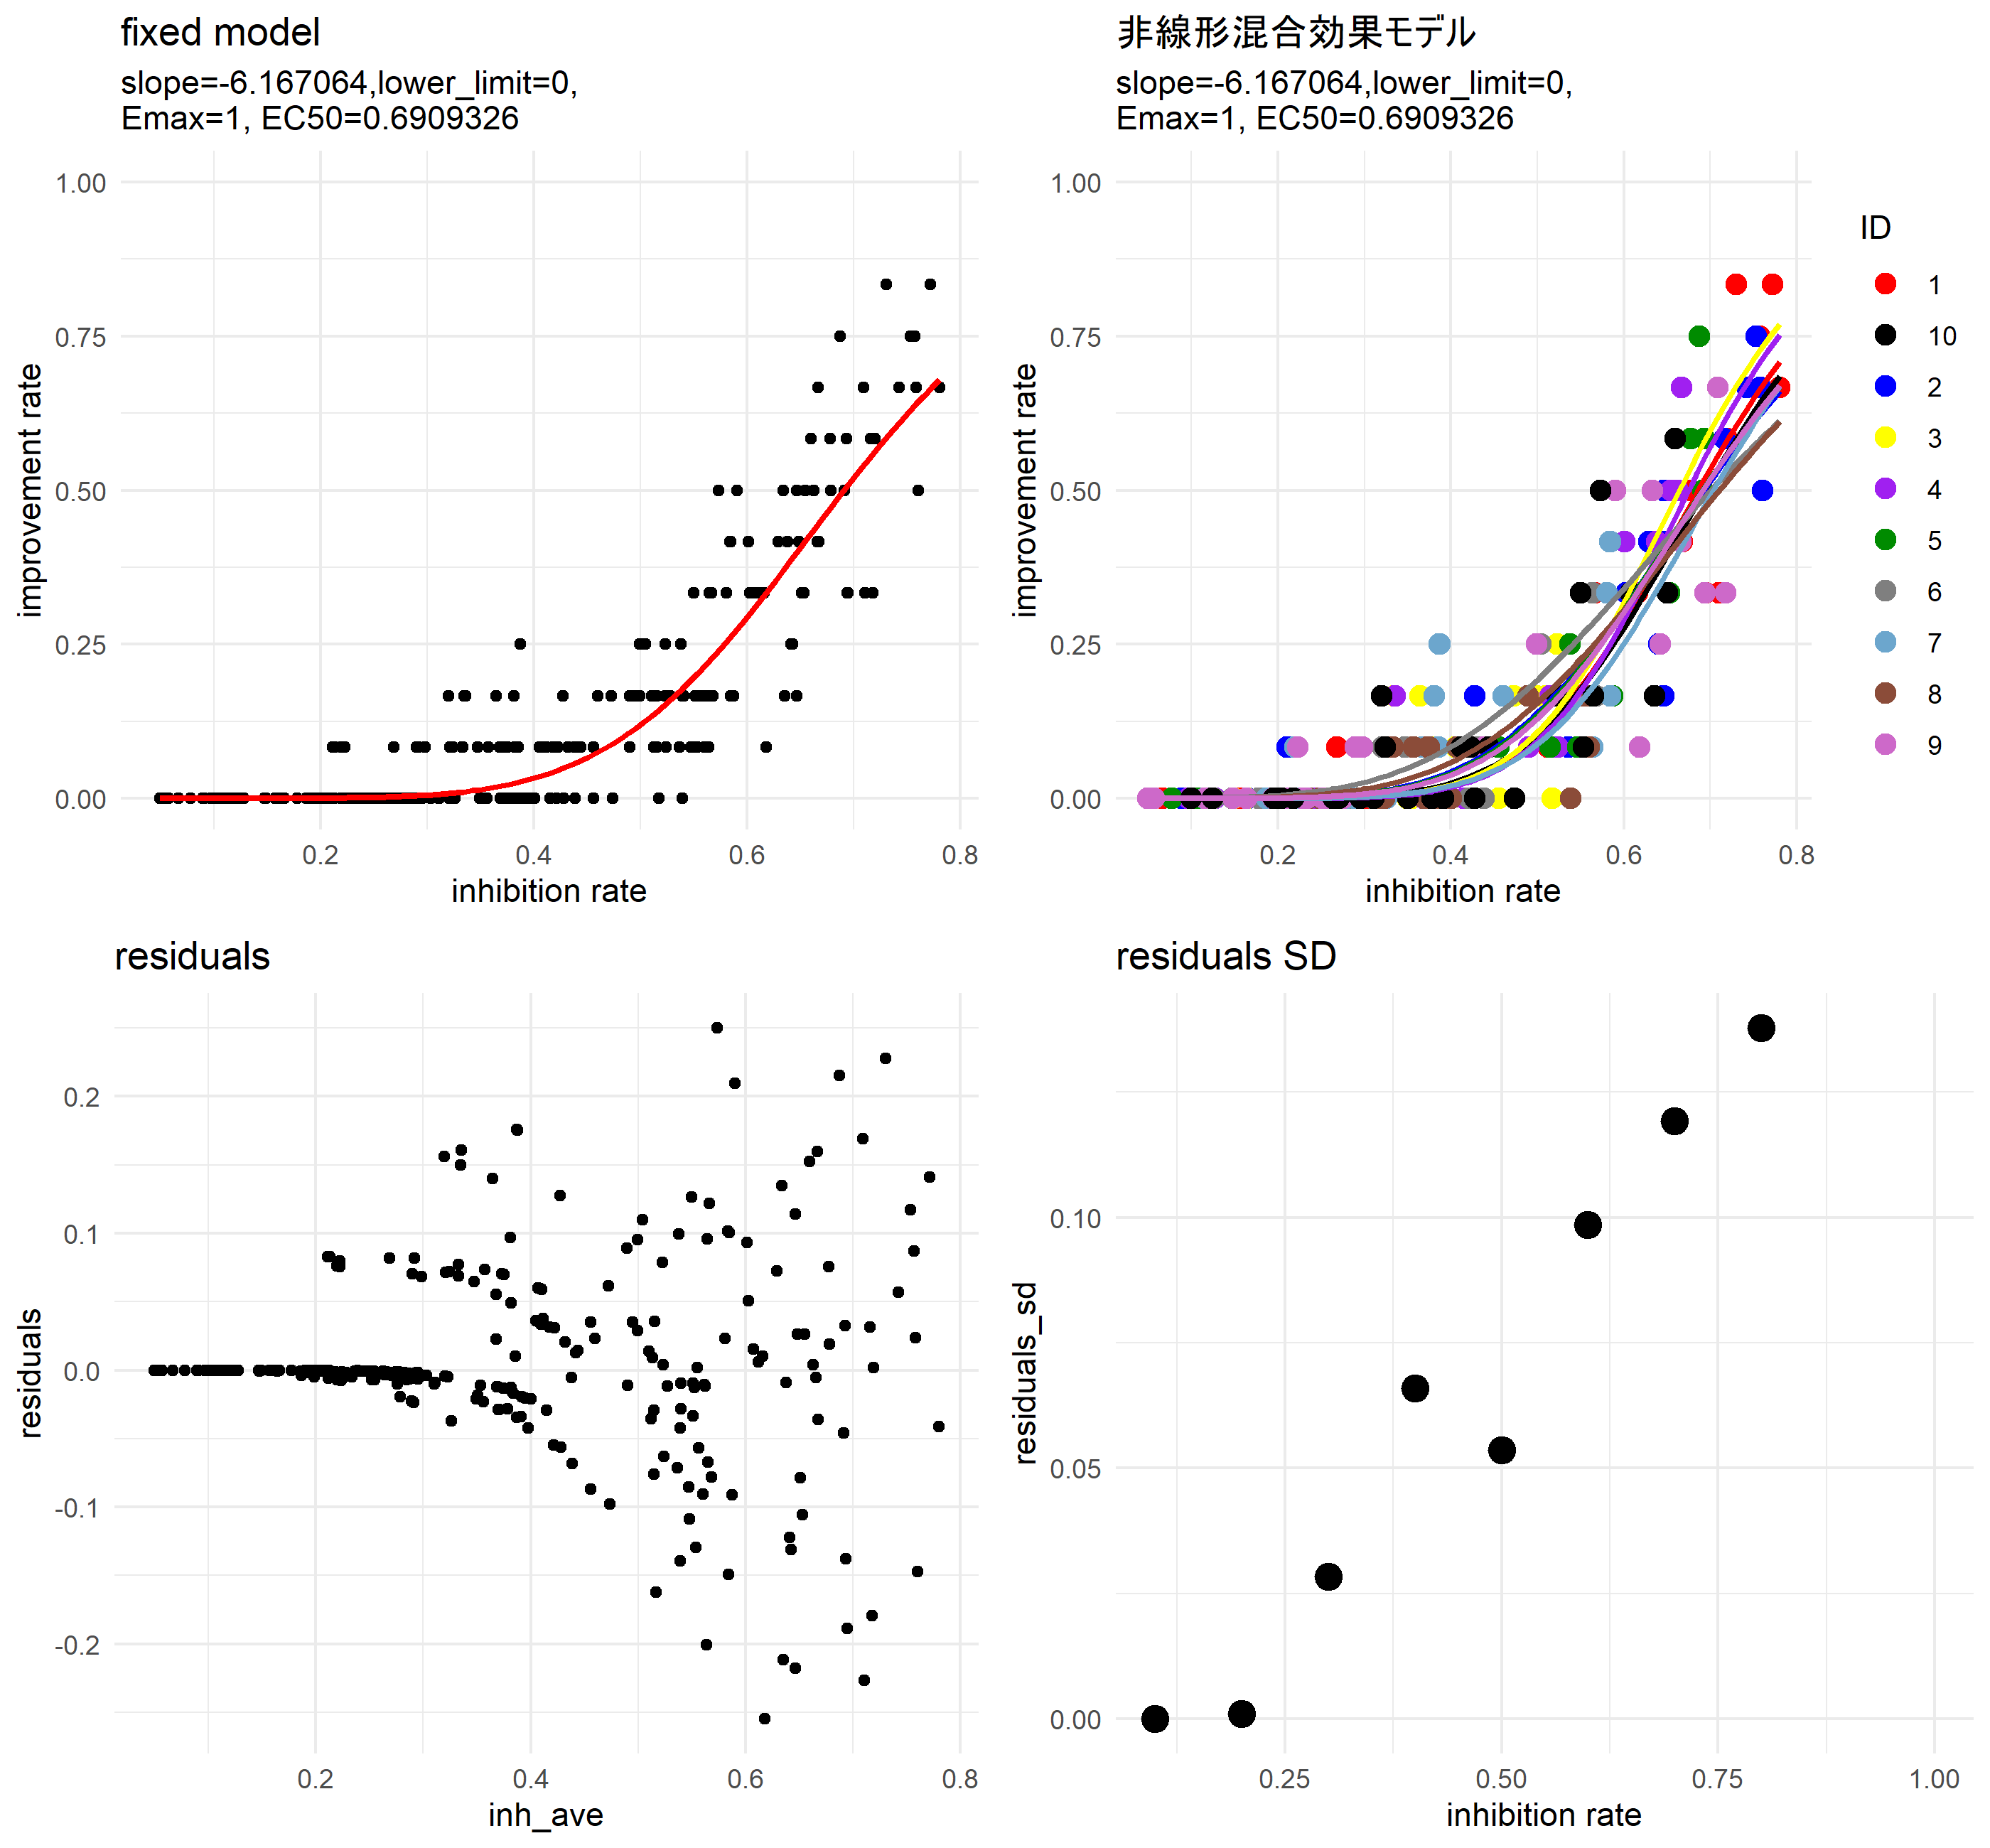 fixed model
slope=-6.167064,lower_limit=0,
Emax=1, EC50=0.6909326
1.00
0.75
0.50
0.25
0.00
improvement rate
0.2
0.4
0.6
0.8
inhibition rate
非線形混合効果モデル
slope=-6.167064,lower_limit=0,
Emax=1, EC50=0.6909326
1.00
0.75
0.50
0.25
0.00
improvement rate
0.2
0.4
0.6
0.8
inhibition rate
ID
1
10
2
3
4
5
6
7
8
9
residuals
0.2
0.1
0.0
-0.1
-0.2
residuals
0.2
0.4
0.6
0.8
inh_ave
residuals SD
0.10
0.05
0.00
residuals_sd
0.25
0.50
0.75
1.00
inhibition rate